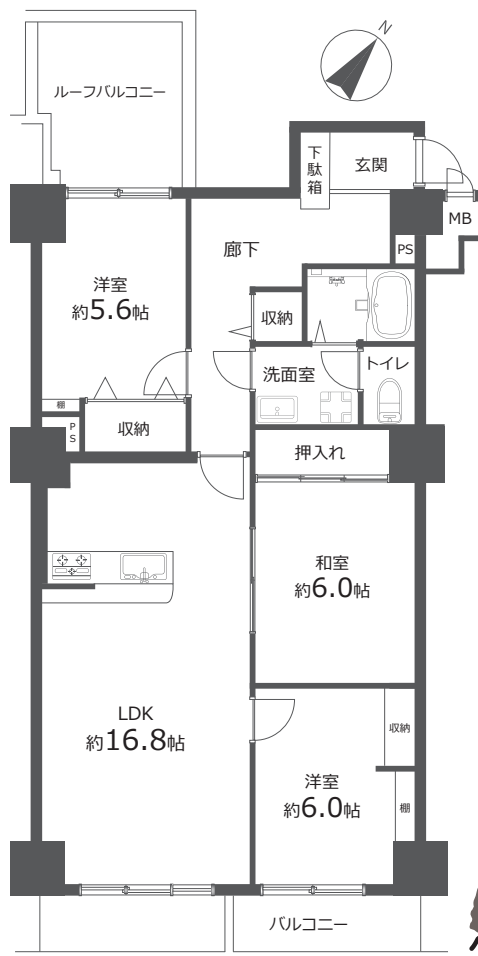 N
ルーフバルコニー
下駄箱
玄関
MB
PS
廊下
洋室
約5.6帖
収納
洗面室
トイレ
棚
PS
収納
押入れ
和室
約6.0帖
LDK
約16.8帖
収納
洋室
約6.0帖
棚
バルコニー